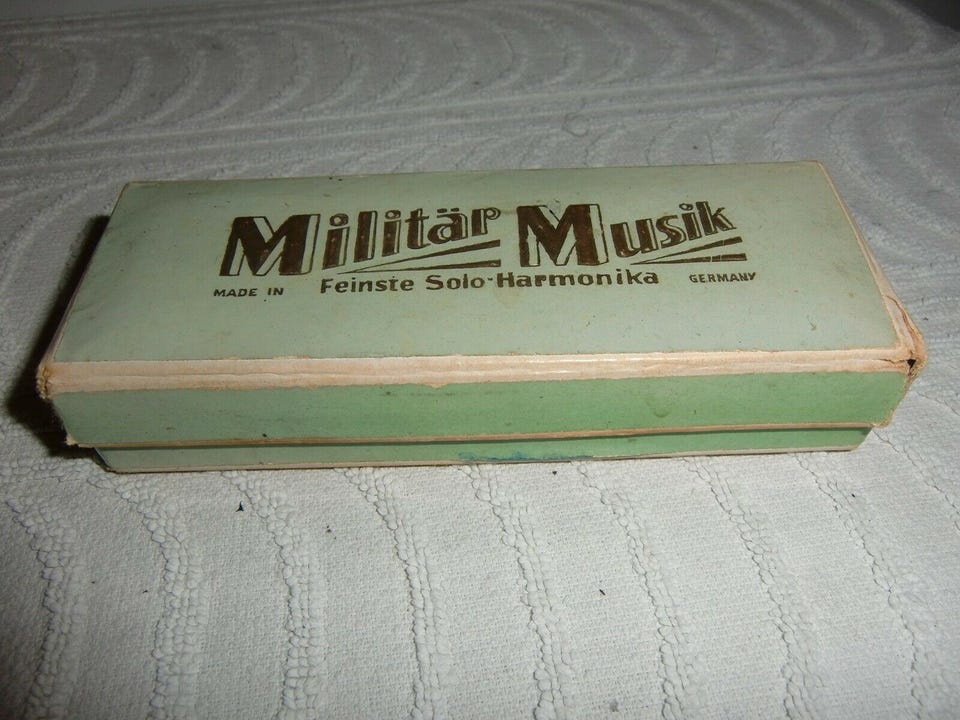 Militär Musik
MADE IN Feinste Solo-Harmonika GERMANY